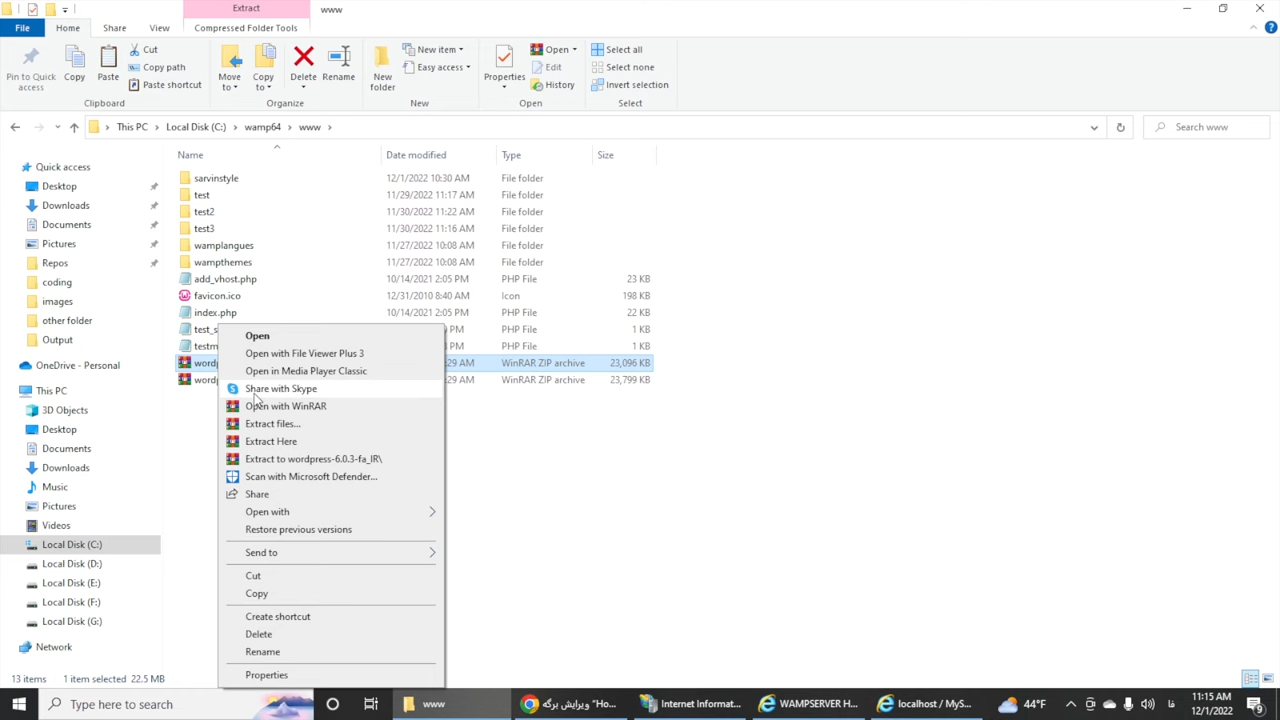 Extract
www
File
Home
Share
View
Compressed Folder Tools
Pin to Quick access
Copy
Paste
Cut
Copy path
Paste shortcut
Clipboard
Move to
Copy to
Delete
Rename
Organize
New folder
New item
Easy access
New
Properties
Open
Edit
History
Open
Select all
Select none
Invert selection
Select
This PC > Local Disk (C:) > wamp64 > www >
Search www
Name Date modified Type Size
Quick access
Desktop
Downloads
Documents
Pictures
Repos
coding
images
other folder
Output
OneDrive - Personal
This PC
3D Objects
Desktop
Documents
Downloads
Music
Pictures
Videos
Local Disk (C:)
Local Disk (D:)
Local Disk (E:)
Local Disk (F:)
Local Disk (G:)
Network
sarvinstyle 12/1/2022 10:30 AM File folder
test 11/29/2022 11:17 AM File folder
test2 11/30/2022 11:22 AM File folder
test3 11/30/2022 11:16 AM File folder
wamplangues 11/27/2022 10:08 AM File folder
wampthemes 11/27/2022 10:08 AM File folder
add_vhost.php 10/14/2021 2:05 PM PHP File 23 KB
favicon.ico 12/31/2010 8:40 AM Icon 198 KB
index.php 10/14/2021 2:05 PM PHP File 22 KB
test_s PM PHP File 1 KB
testm PM PHP File 1 KB
wordp :29 AM WinRAR ZIP archive 23,096 KB
wordp :29 AM WinRAR ZIP archive 23,799 KB
Open
Open with File Viewer Plus 3
Open in Media Player Classic
Share with Skype
Open with WinRAR
Extract files...
Extract Here
Extract to wordpress-6.0.3-fa_IR\
Scan with Microsoft Defender...
Share
Open with
Restore previous versions
Send to
Cut
Copy
Create shortcut
Delete
Rename
Properties
13 items 1 item selected 22.5 MB
Type here to search
www
ویرایش برگه "Ho...
Internet Informat...
WAMPSERVER H...
localhost / MyS...
44°F
11:15 AM
12/1/2022
9